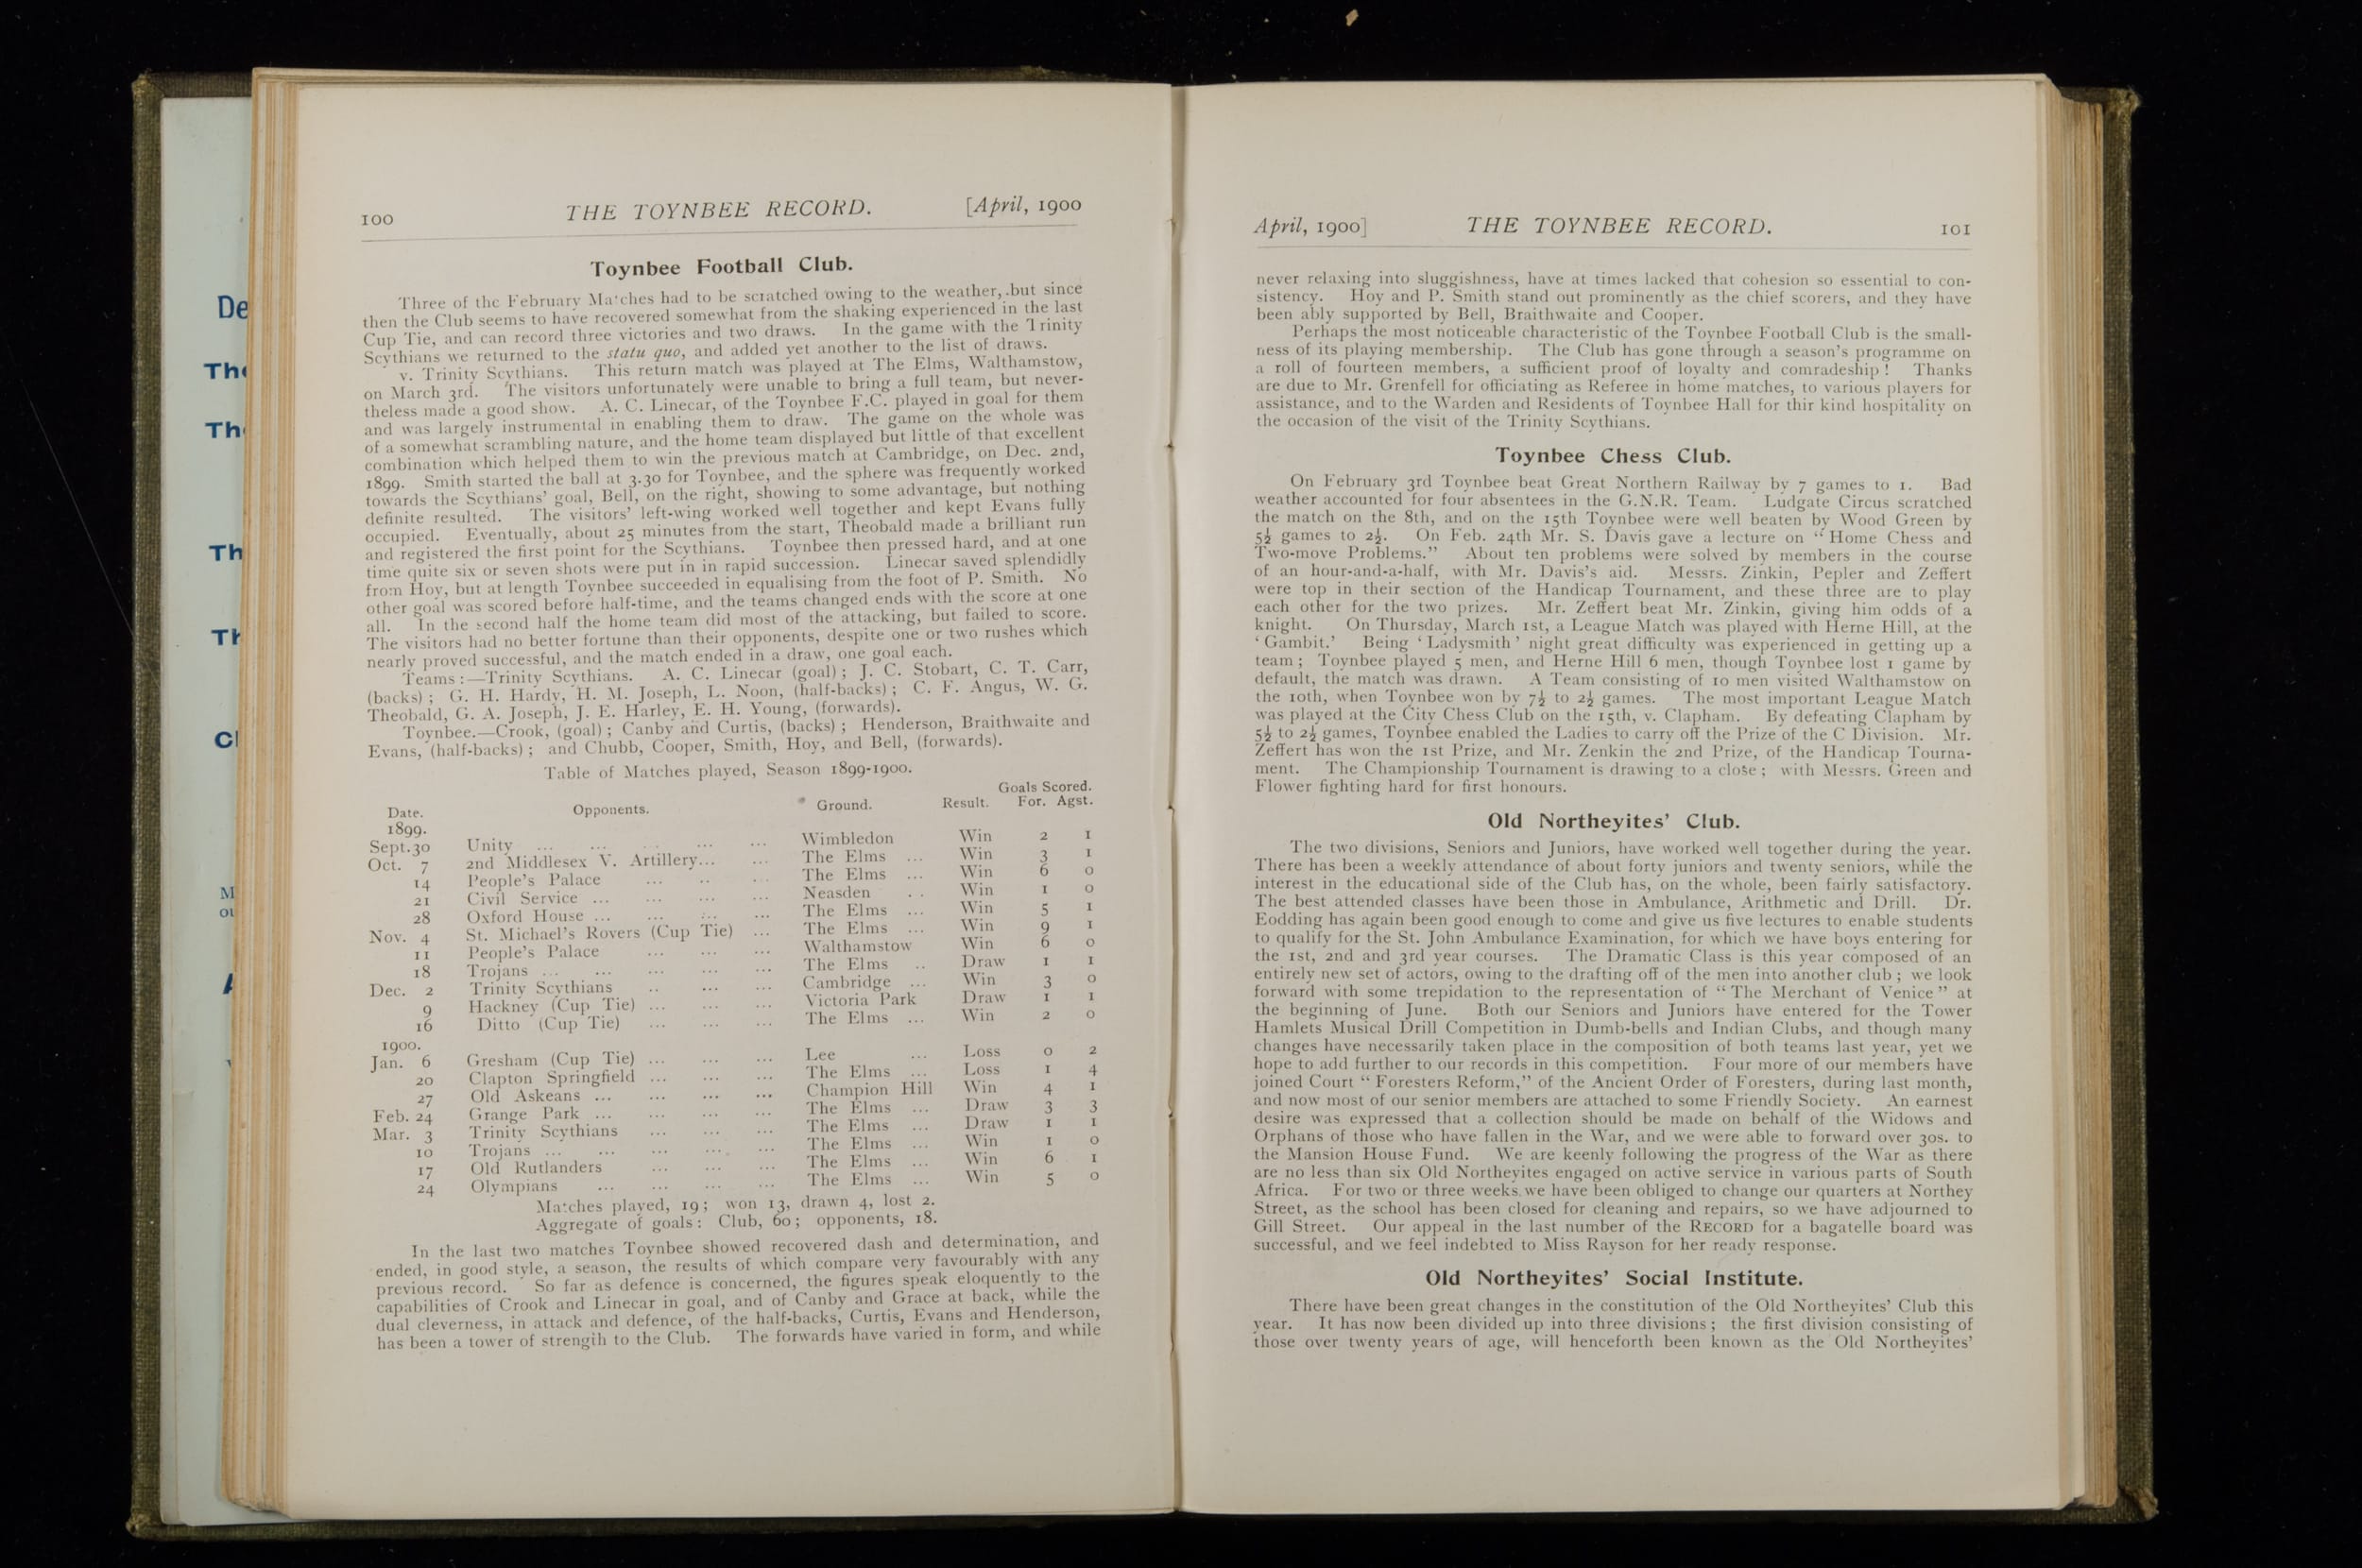 100 THE TOYNBEE RECORD. [April, 1900
Toynbee Football Club.
Three of the February Matches had to be scratched owing to the weather, but since
then the Club seems to have recovered somewhat from the shaking experienced in the last
Cup Tie, and can record three victories and two draws. In the game with the Trinity
Scythians we returned to the statu quo, and added yet another to the list of draws.
v. Trinity Scythians. This return match was played at The Elms, Walthamstow,
on March 3rd. The visitors unfortunately were unable to bring a full team, but never-
theless made a good show. A. C. Linecar, of the Toynbee F.C. played in goal for them
and was largely instrumental in enabling them to draw. The game on the whole was
of a somewhat scrambling nature, and the home team displayed but little of that excellent
combination which helped them to win the previous match at Cambridge, on Dec. 2nd,
1899. Smith started the ball at 3.30 for Toynbee, and the sphere was frequently worked
towards the Scythians' goal, Bell, on the right, showing to some advantage, but nothing
definite resulted. The visitors' left-wing worked well together and kept Evans fully
occupied. Eventually, about 25 minutes from the start, Theobald made a brilliant run
and registered the first point for the Scythians. Toynbee then pressed hard, and at one
time quite six or seven shots were put in in rapid succession. Linecar saved splendidly
from Hoy, but at length Toynbee succeeded in equalising from the foot of P. Smith. No
other goal was scored before half-time, and the teams changed ends with the score at one
all. In the second half the home team did most of the attacking, but failed to score.
The visitors had no better fortune than their opponents, despite one or two rushes which
nearly proved successful, and the match ended in a draw, one goal each.
Teams:—Trinity Scythians. A. C. Linecar (goal); J. C. Stobart, C. T. Carr,
(backs); G. H. Hardy, H. M. Joseph, L. Noon, (half-backs); C. F. Angus, W. G.
Theobald, G. A. Joseph, J. E. Harley, E. H. Young, (forwards).
Toynbee.—Crook, (goal); Canby and Curtis, (backs); Henderson, Braithwaite and
Evans, (half-backs); and Chubb, Cooper, Smith, Hoy, and Bell, (forwards).
Table of Matches played, Season 1899-1900.
Goals Scored.
Date. Opponents. Ground. Result. For. Agst.
1899.
Sept. 30 Unity ... ... ... ... Wimbledon Win 2 1
Oct. 7 2nd Middlesex V. Artillery... ... The Elms ... Win 3 1
14 People's Palace ... ... ... The Elms ... Win 6 0
21 Civil Service ... ... ... ... Neasden ... Win 1 0
28 Oxford House ... ... ... ... The Elms ... Win 5 1
Nov. 4 St. Michael's Rovers (Cup Tie) ... The Elms ... Win 9 1
11 People's Palace ... ... ... Walthamstow Win 6 0
18 Trojans ... ... ... ... ... The Elms ... Draw 1 1
Dec. 2 Trinity Scythians ... ... ... Cambridge ... Win 3 0
9 Hackney (Cup Tie) ... ... ... Victoria Park Draw 1 1
16 Ditto (Cup Tie) ... ... ... The Elms ... Win 2 0
1900.
Jan. 6 Gresham (Cup Tie) ... ... ... Lee ... Loss 0 2
20 Clapton Springfield ... ... ... The Elms ... Loss 1 4
27 Old Askeans ... ... ... ... Champion Hill Win 4 1
Feb. 24 Grange Park ... ... ... ... The Elms ... Draw 3 3
Mar. 3 Trinity Scythians ... ... ... The Elms ... Draw 1 1
10 Trojans ... ... ... ... ... The Elms ... Win 1 0
17 Old Rutlanders ... ... ... The Elms ... Win 6 1
24 Olympians ... ... ... ... The Elms ... Win 5 0
Matches played, 19; won 13, drawn 4, lost 2.
Aggregate of goals: Club, 60; opponents, 18.
In the last two matches Toynbee showed recovered dash and determination, and
ended, in good style, a season, the results of which compare very favourably with any
previous record. So far as defence is concerned, the figures speak eloquently to the
capabilities of Crook and Linecar in goal, and of Canby and Grace at back, while the
dual cleverness, in attack and defence, of the half-backs, Curtis, Evans and Henderson,
has been a tower of strength to the Club. The forwards have varied in form, and while
April, 1900] THE TOYNBEE RECORD. 101
never relaxing into sluggishness, have at times lacked that cohesion so essential to con-
sistency. Hoy and P. Smith stand out prominently as the chief scorers, and they have
been ably supported by Bell, Braithwaite and Cooper.
Perhaps the most noticeable characteristic of the Toynbee Football Club is the small-
ness of its playing membership. The Club has gone through a season's programme on
a roll of fourteen members, a sufficient proof of loyalty and comradeship! Thanks
are due to Mr. Grenfell for officiating as Referee in home matches, to various players for
assistance, and to the Warden and Residents of Toynbee Hall for thir kind hospitality on
the occasion of the visit of the Trinity Scythians.
Toynbee Chess Club.
On February 3rd Toynbee beat Great Northern Railway by 7 games to 1. Bad
weather accounted for four absentees in the G.N.R. Team. Ludgate Circus scratched
the match on the 8th, and on the 15th Toynbee were well beaten by Wood Green by
5½ games to 2½. On Feb. 24th Mr. S. Davis gave a lecture on "Home Chess and
Two-move Problems." About ten problems were solved by members in the course
of an hour-and-a-half, with Mr. Davis's aid. Messrs. Zinkin, Pepler and Zeffert
were top in their section of the Handicap Tournament, and these three are to play
each other for the two prizes. Mr. Zeffert beat Mr. Zinkin, giving him odds of a
knight. On Thursday, March 1st, a League Match was played with Herne Hill, at the
'Gambit.' Being 'Ladysmith' night great difficulty was experienced in getting up a
team; Toynbee played 5 men, and Herne Hill 6 men, though Toynbee lost 1 game by
default, the match was drawn. A Team consisting of 10 men visited Walthamstow on
the 10th, when Toynbee won by 7½ to 2½ games. The most important League Match
was played at the City Chess Club on the 15th, v. Clapham. By defeating Clapham by
5½ to 2½ games, Toynbee enabled the Ladies to carry off the Prize of the C Division. Mr.
Zeffert has won the 1st Prize, and Mr. Zenkin the 2nd Prize, of the Handicap Tourna-
ment. The Championship Tournament is drawing to a close; with Messrs. Green and
Flower fighting hard for first honours.
Old Northeyites' Club.
The two divisions, Seniors and Juniors, have worked well together during the year.
There has been a weekly attendance of about forty juniors and twenty seniors, while the
interest in the educational side of the Club has, on the whole, been fairly satisfactory.
The best attended classes have been those in Ambulance, Arithmetic and Drill. Dr.
Eodding has again been good enough to come and give us five lectures to enable students
to qualify for the St. John Ambulance Examination, for which we have boys entering for
the 1st, 2nd and 3rd year courses. The Dramatic Class is this year composed of an
entirely new set of actors, owing to the drafting off of the men into another club; we look
forward with some trepidation to the representation of "The Merchant of Venice" at
the beginning of June. Both our Seniors and Juniors have entered for the Tower
Hamlets Musical Drill Competition in Dumb-bells and Indian Clubs, and though many
changes have necessarily taken place in the composition of both teams last year, yet we
hope to add further to our records in this competition. Four more of our members have
joined Court "Foresters Reform," of the Ancient Order of Foresters, during last month,
and now most of our senior members are attached to some Friendly Society. An earnest
desire was expressed that a collection should be made on behalf of the Widows and
Orphans of those who have fallen in the War, and we were able to forward over 30s. to
the Mansion House Fund. We are keenly following the progress of the War as there
are no less than six Old Northeyites engaged on active service in various parts of South
Africa. For two or three weeks we have been obliged to change our quarters at Northey
Street, as the school has been closed for cleaning and repairs, so we have adjourned to
Gill Street. Our appeal in the last number of the RECORD for a bagatelle board was
successful, and we feel indebted to Miss Rayson for her ready response.
Old Northeyites' Social Institute.
There have been great changes in the constitution of the Old Northeyites' Club this
year. It has now been divided up into three divisions; the first division consisting of
those over twenty years of age, will henceforth been known as the Old Northeyites'